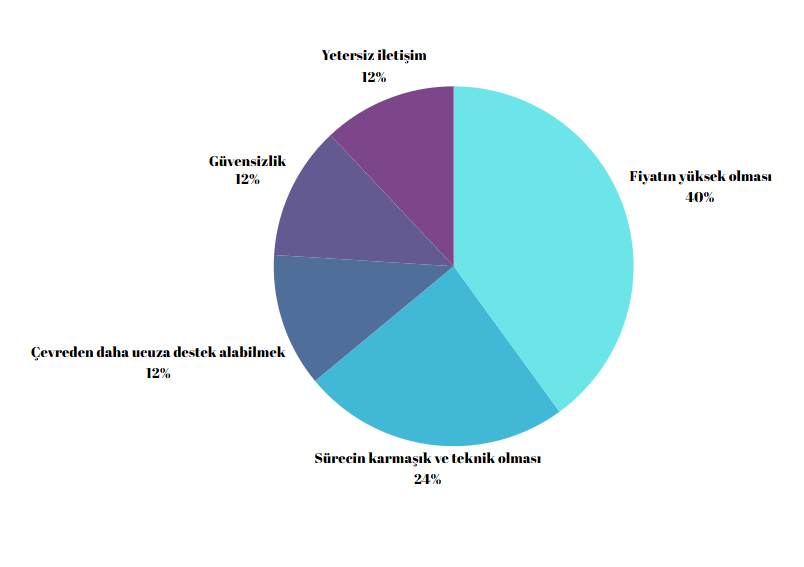 Yetersiz iletişim
12%
Güvensizlik
12%
Fiyatın yüksek olması
40%
Çevreden daha ucuza destek alabilmek
12%
Sürecin karmaşık ve teknik olması
24%